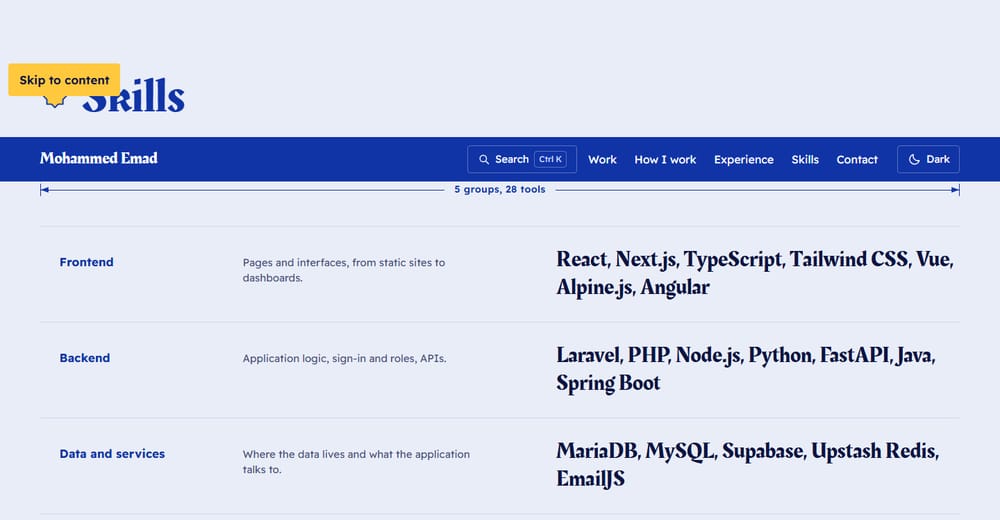 Skip to content
Skills
Mohammed Emad
Search Ctrl K Work How I work Experience Skills Contact Dark
5 groups, 28 tools
Frontend
Pages and interfaces, from static sites to
dashboards.
React, Next.js, TypeScript, Tailwind CSS, Vue,
Alpine.js, Angular
Backend
Application logic, sign-in and roles, APIs.
Laravel, PHP, Node.js, Python, FastAPI, Java,
Spring Boot
Data and services
Where the data lives and what the application
talks to.
MariaDB, MySQL, Supabase, Upstash Redis,
EmailJS